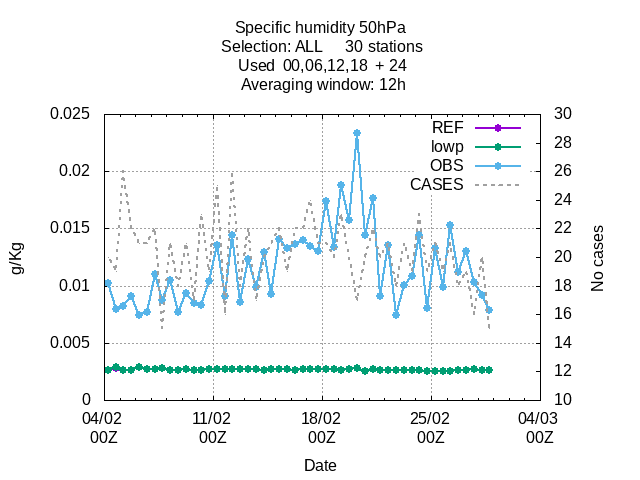 Specific humidity 50hPa
Selection: ALL 30 stations
Used 00,06,12,18 + 24
Averaging window: 12h
0.025
0.02
0.015
0.01
0.005
0
30
28
26
24
22
20
18
16
14
12
10
REF
lowp
OBS
CASES
g/Kg
No cases
04/02 00Z
11/02 00Z
18/02 00Z
25/02 00Z
04/03 00Z
Date